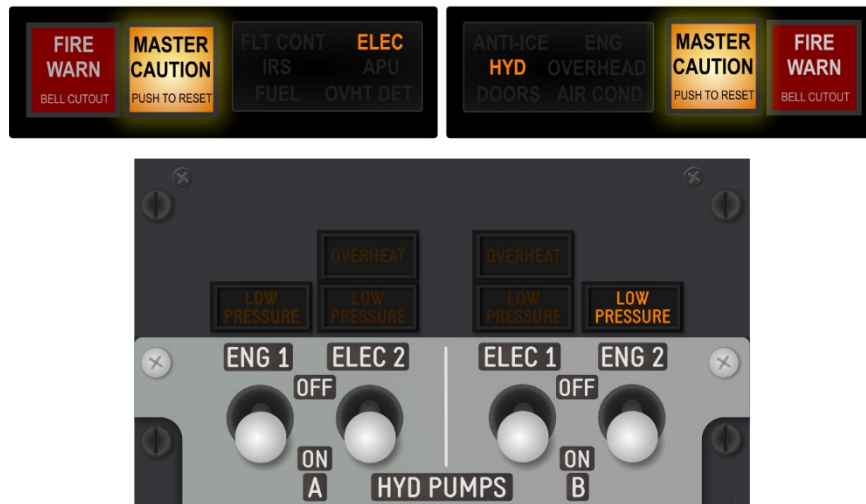 FIRE WARN
BELL CUTOUT
MASTER CAUTION
PUSH TO RESET
FLT CONT ELEC
IRS APU
FUEL OVHT DET
ANTI-ICE ENG
HYD OVERHEAD
DOORS AIR COND
MASTER CAUTION
PUSH TO RESET
FIRE WARN
BELL CUTOUT
OVERHEAT OVERHEAT
LOW PRESSURE
LOW PRESSURE
LOW PRESSURE
LOW PRESSURE
ENG 1 ELEC 2 ELEC 1 ENG 2
OFF OFF
ON ON
A HYD PUMPS B